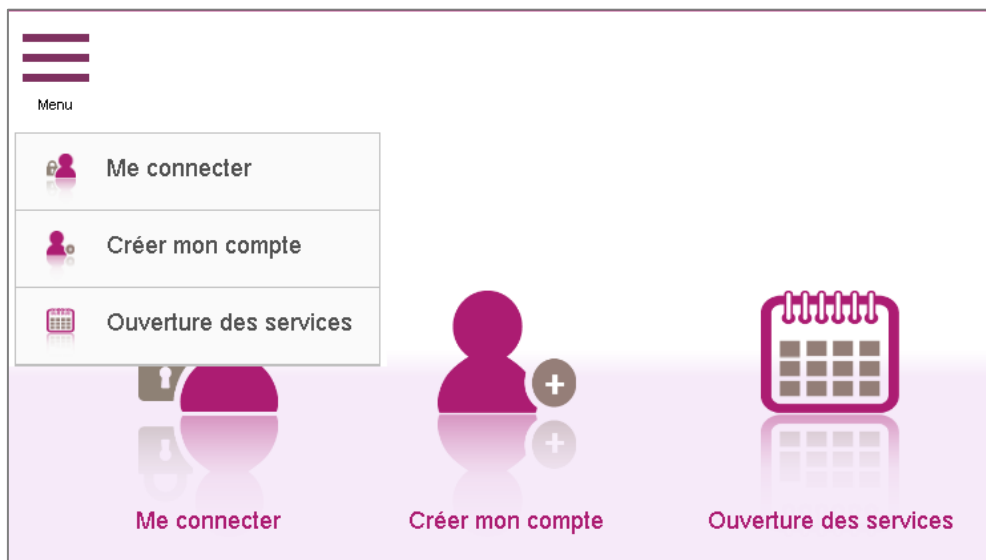 Menu
Me connecter
Créer mon compte
Ouverture des services
Me connecter
Créer mon compte
Ouverture des services